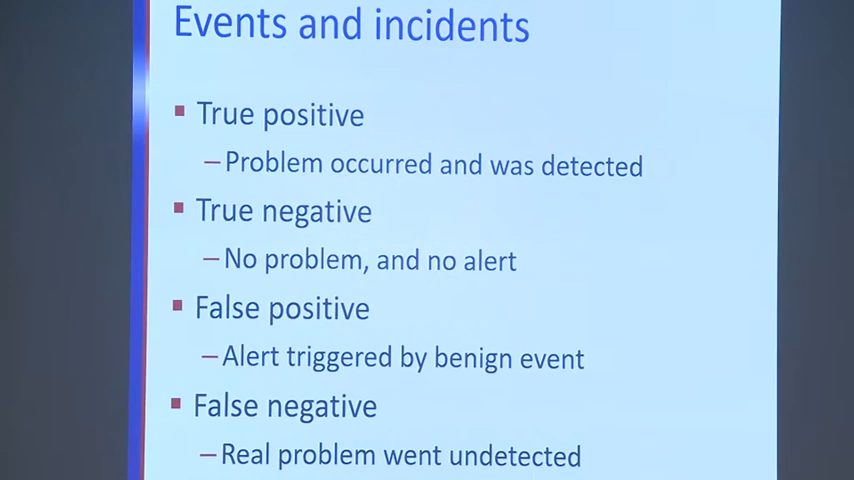 Events and incidents
True positive
–Problem occurred and was detected
True negative
–No problem, and no alert
False positive
–Alert triggered by benign event
False negative
–Real problem went undetected